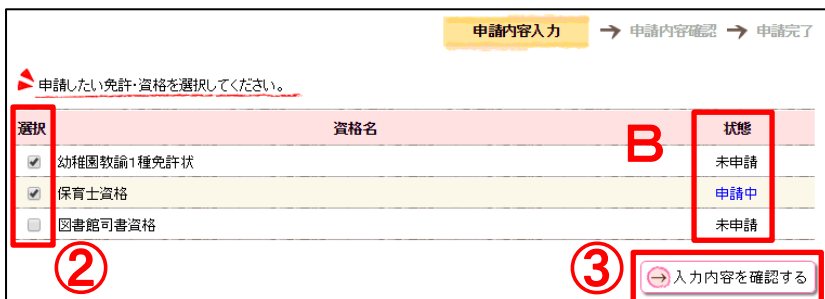 申請内容入力 → 申請内容確認 → 申請完了
申請したい免許・資格を選択してください。
選択 資格名 B 状態
幼稚園教諭1種免許状 未申請
保育士資格 申請中
図書館司書資格 未申請
② ③ 入力内容を確認する